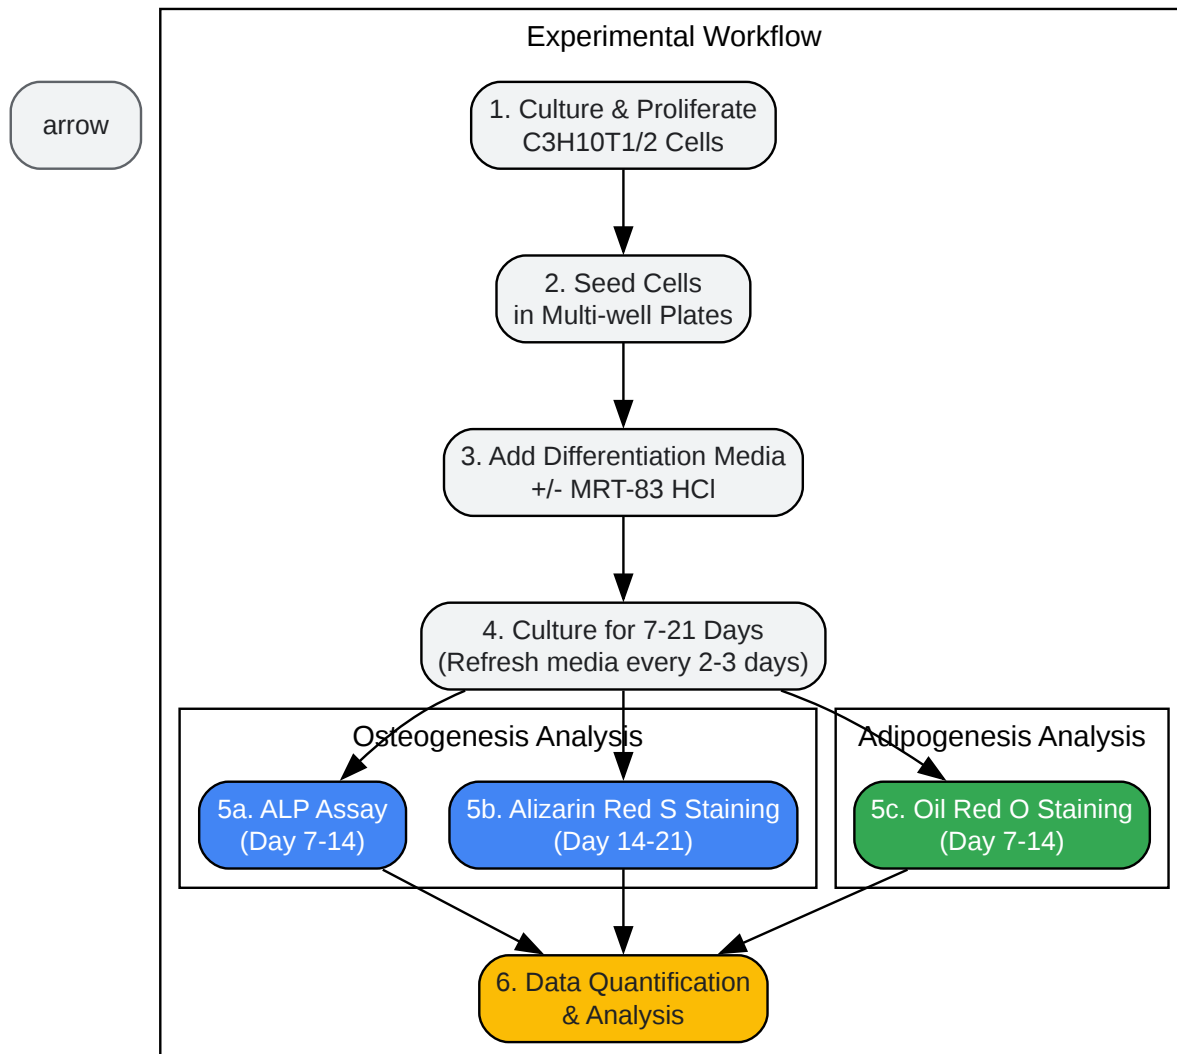 Experimental Workflow
arrow
1. Culture & Proliferate
C3H10T1/2 Cells
2. Seed Cells
in Multi-well Plates
3. Add Differentiation Media
+/- MRT-83 HCl
4. Culture for 7-21 Days
(Refresh media every 2-3 days)
Osteogenesis Analysis
Adipogenesis Analysis
5a. ALP Assay
(Day 7-14)
5b. Alizarin Red S Staining
(Day 14-21)
5c. Oil Red O Staining
(Day 7-14)
6. Data Quantification
& Analysis